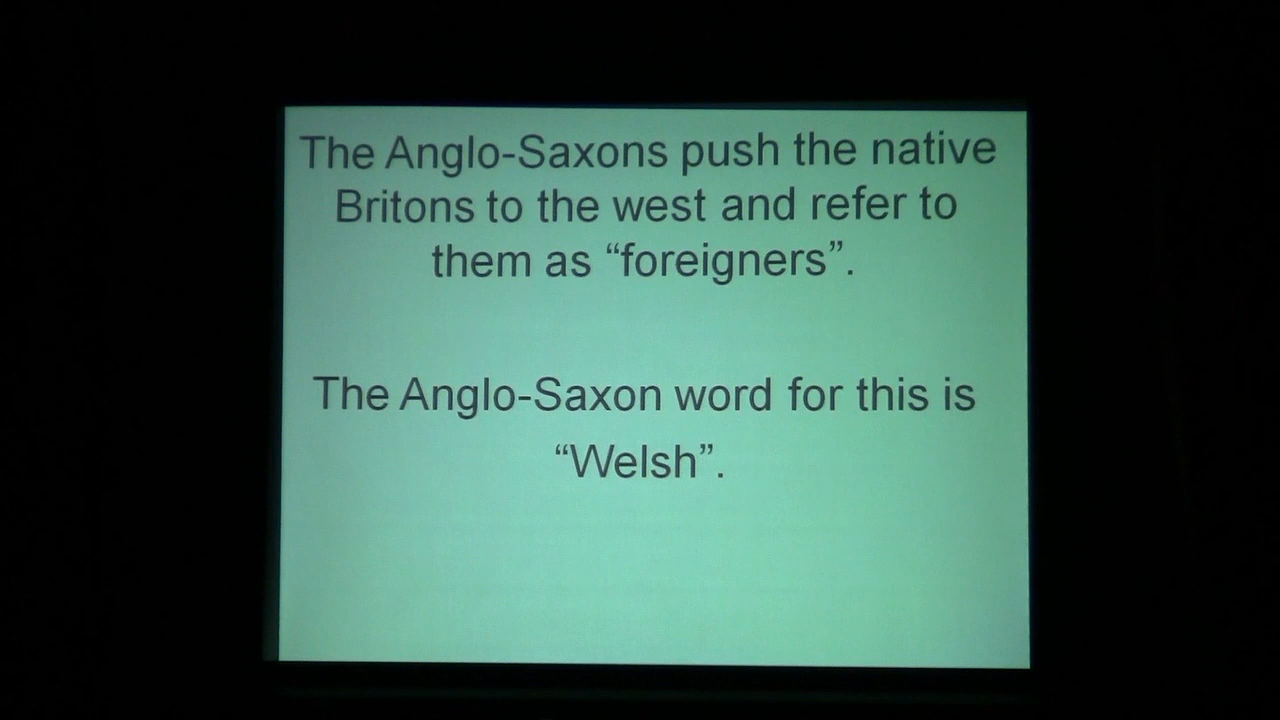 The Anglo-Saxons push the native
Britons to the west and refer to
them as “foreigners”.
The Anglo-Saxon word for this is
“Welsh”.